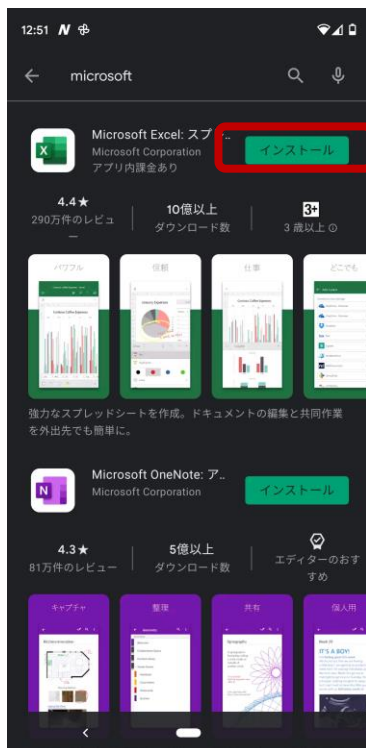 12:51
microsoft
Microsoft Excel: スプ..
Microsoft Corporation
インストール
アプリ内課金あり
4.4★
290万件のレビュ
ー
10億以上
ダウンロード数
3+
3 歳以上
パワフル
信頼
仕事
どこでも
強力なスプレッドシートを作成。ドキュメントの編集と共同作業
を外出先でも簡単に。
Microsoft OneNote: ア..
Microsoft Corporation
インストール
4.3★
81万件のレビュー
5億以上
ダウンロード数
エディターのおす
すめ
キャプチャ
整理
共有
個人用
IT'S A BOY!